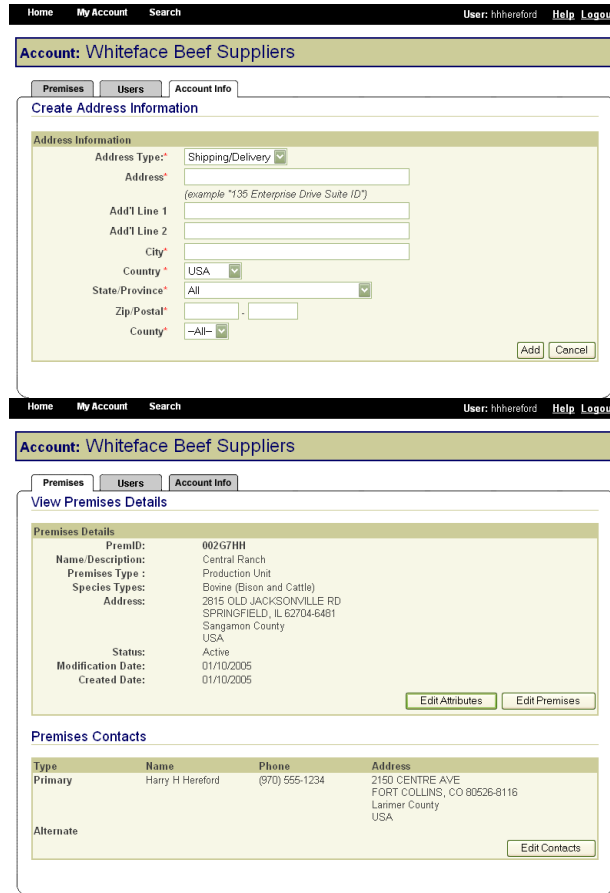 Home My Account Search User: hhhereford Help Logou
Account: Whiteface Beef Suppliers
Premises Users Account Info
Create Address Information
Address Information
Address Type:* Shipping/Delivery
Address*
(example "135 Enterprise Drive Suite ID")
Add'l Line 1
Add'l Line 2
City*
Country * USA
State/Province* All
Zip/Postal* -
County* --All--
Add Cancel
Home My Account Search User: hhhereford Help Logou
Account: Whiteface Beef Suppliers
Premises Users Account Info
View Premises Details
Premises Details
PremID: 002G7HH
Name/Description: Central Ranch
Premises Type : Production Unit
Species Types: Bovine (Bison and Cattle)
Address: 2815 OLD JACKSONVILLE RD
SPRINGFIELD, IL 62704-6481
Sangamon County
USA
Status: Active
Modification Date: 01/10/2005
Created Date: 01/10/2005
Edit Attributes Edit Premises
Premises Contacts
Type Name Phone Address
Primary Harry H Hereford (970) 555-1234 2150 CENTRE AVE
FORT COLLINS, CO 80526-8116
Larimer County
USA
Alternate
Edit Contacts